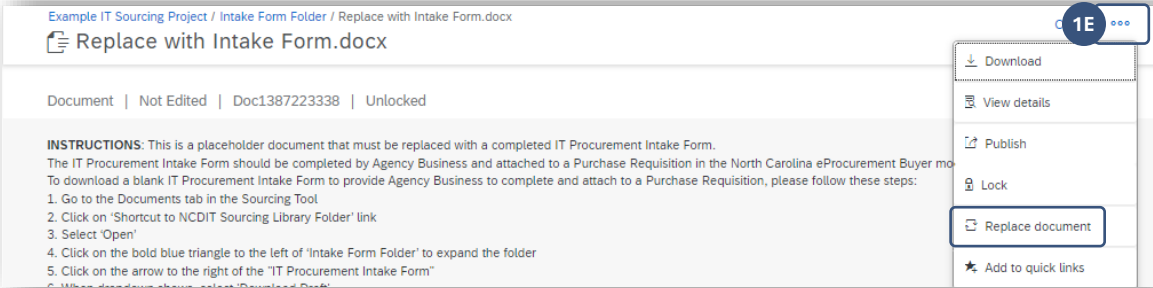 Example IT Sourcing Project / Intake Form Folder / Replace with Intake Form.docx
1E
Replace with Intake Form.docx
Download
Document | Not Edited | Doc1387223338 | Unlocked
View details
INSTRUCTIONS: This is a placeholder document that must be replaced with a completed IT Procurement Intake Form.
Publish
The IT Procurement Intake Form should be completed by Agency Business and attached to a Purchase Requisition in the North Carolina eProcurement Buyer
To download a blank IT Procurement Intake Form to provide Agency Business to complete and attach to a Purchase Requisition, please follow these steps:
Lock
1. Go to the Documents tab in the Sourcing Tool
2. Click on ‘Shortcut to NCDIT Sourcing Library Folder’ link
Replace document
3. Select ‘Open’
4. Click on the bold blue triangle to the left of ‘Intake Form Folder’ to expand the folder
5. Click on the arrow to the right of the "IT Procurement Intake Form"
Add to quick links
6. When dropdown shows, select 'Download Draft'